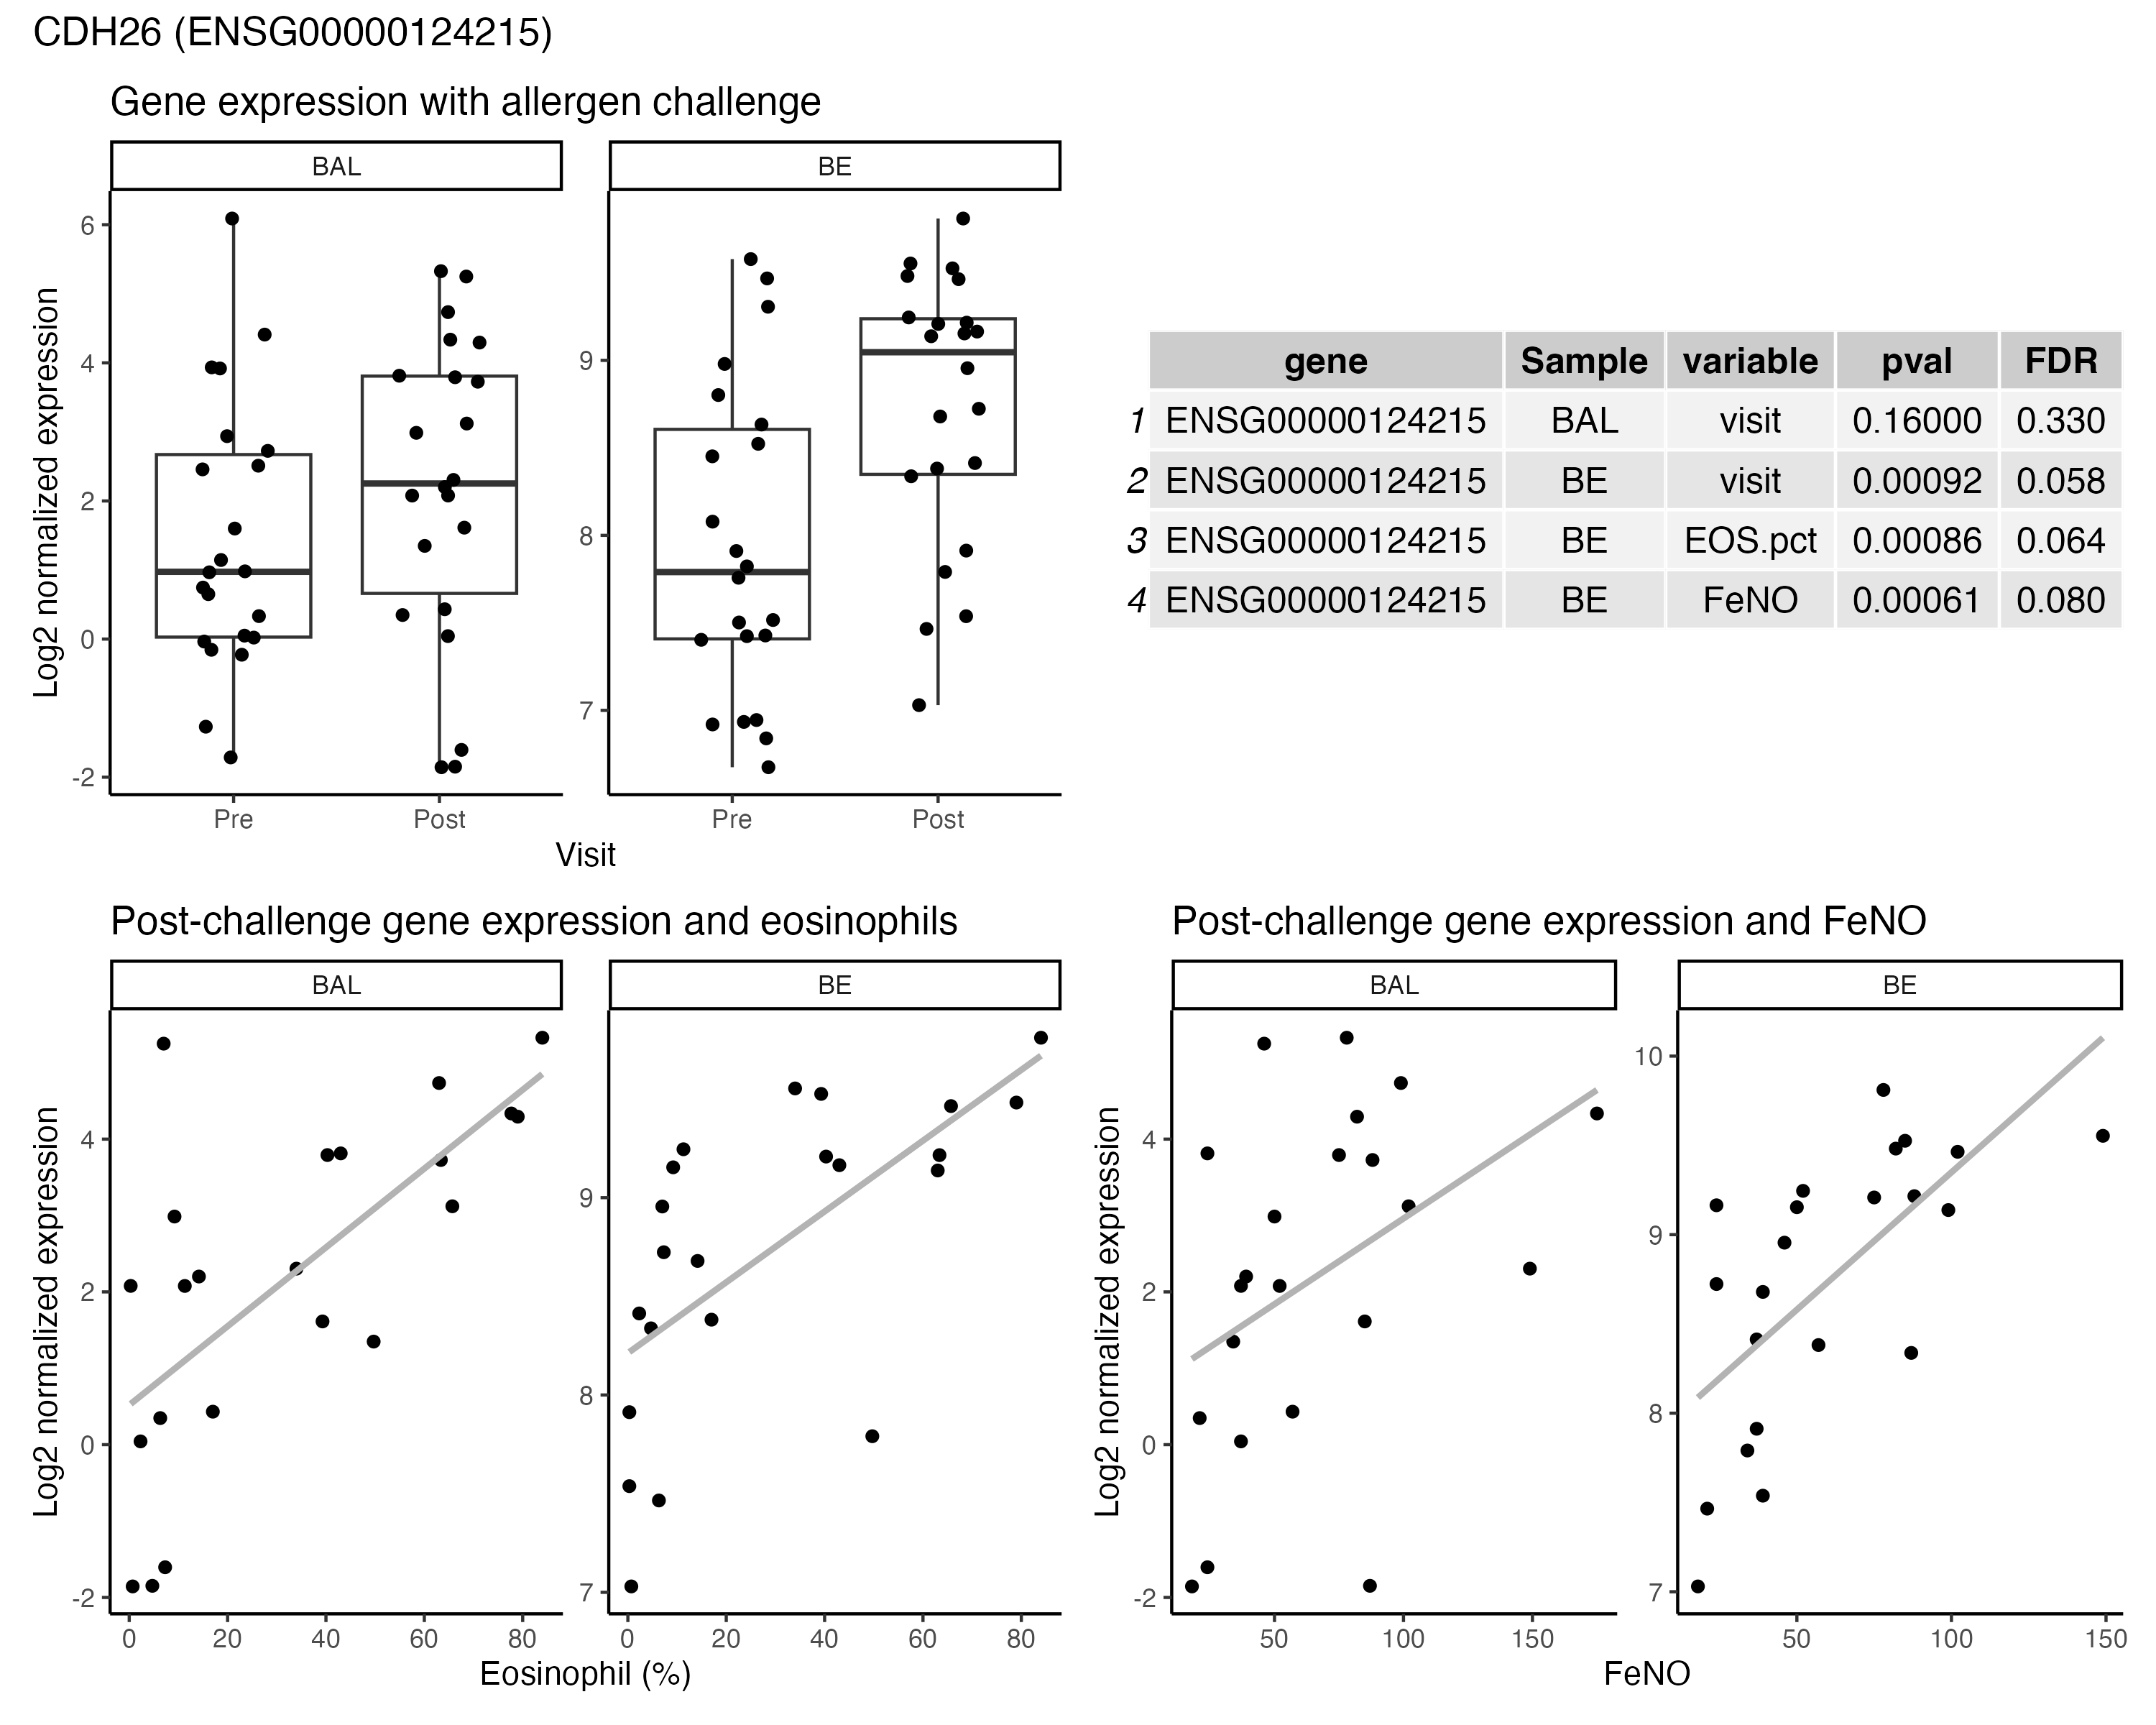 CDH26 (ENSG00000124215)
Gene expression with allergen challenge
BAL
BE
Log2 normalized expression
6
4
2
0
-2
9
8
7
Pre
Post
Pre
Post
Visit
gene Sample variable pval FDR
1 ENSG00000124215 BAL visit 0.16000 0.330
2 ENSG00000124215 BE visit 0.00092 0.058
3 ENSG00000124215 BE EOS.pct 0.00086 0.064
4 ENSG00000124215 BE FeNO 0.00061 0.080
Post-challenge gene expression and eosinophils
BAL
BE
Log2 normalized expression
4
2
0
-2
9
8
7
0 20 40 60 80
0 20 40 60 80
Eosinophil (%)
Post-challenge gene expression and FeNO
BAL
BE
Log2 normalized expression
4
2
0
-2
10
9
8
7
50 100 150
50 100 150
FeNO